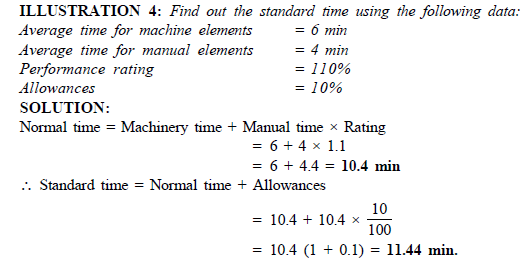 ILLUSTRATION 4: Find out the standard time using the following data:
Average time for machine elements = 6 min
Average time for manual elements = 4 min
Performance rating = 110%
Allowances = 10%
SOLUTION:
Normal time = Machinery time + Manual time × Rating
= 6 + 4 × 1.1
= 6 + 4.4 = 10.4 min
∴ Standard time = Normal time + Allowances
= 10.4 + 10.4 × 10/100
= 10.4 (1 + 0.1) = 11.44 min.